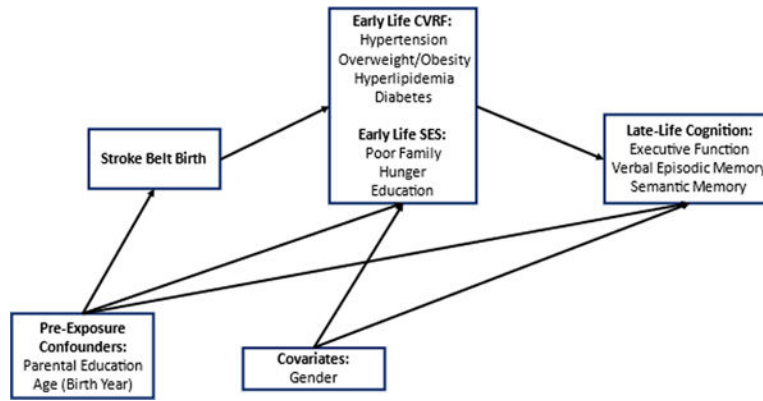 Early Life CVRF:
Hypertension
Overweight/Obesity
Hyperlipidemia
Diabetes
Early Life SES:
Poor Family
Hunger
Education
Stroke Belt Birth
Late-Life Cognition:
Executive Function
Verbal Episodic Memory
Semantic Memory
Pre-Exposure
Confounders:
Parental Education
Age (Birth Year)
Covariates:
Gender